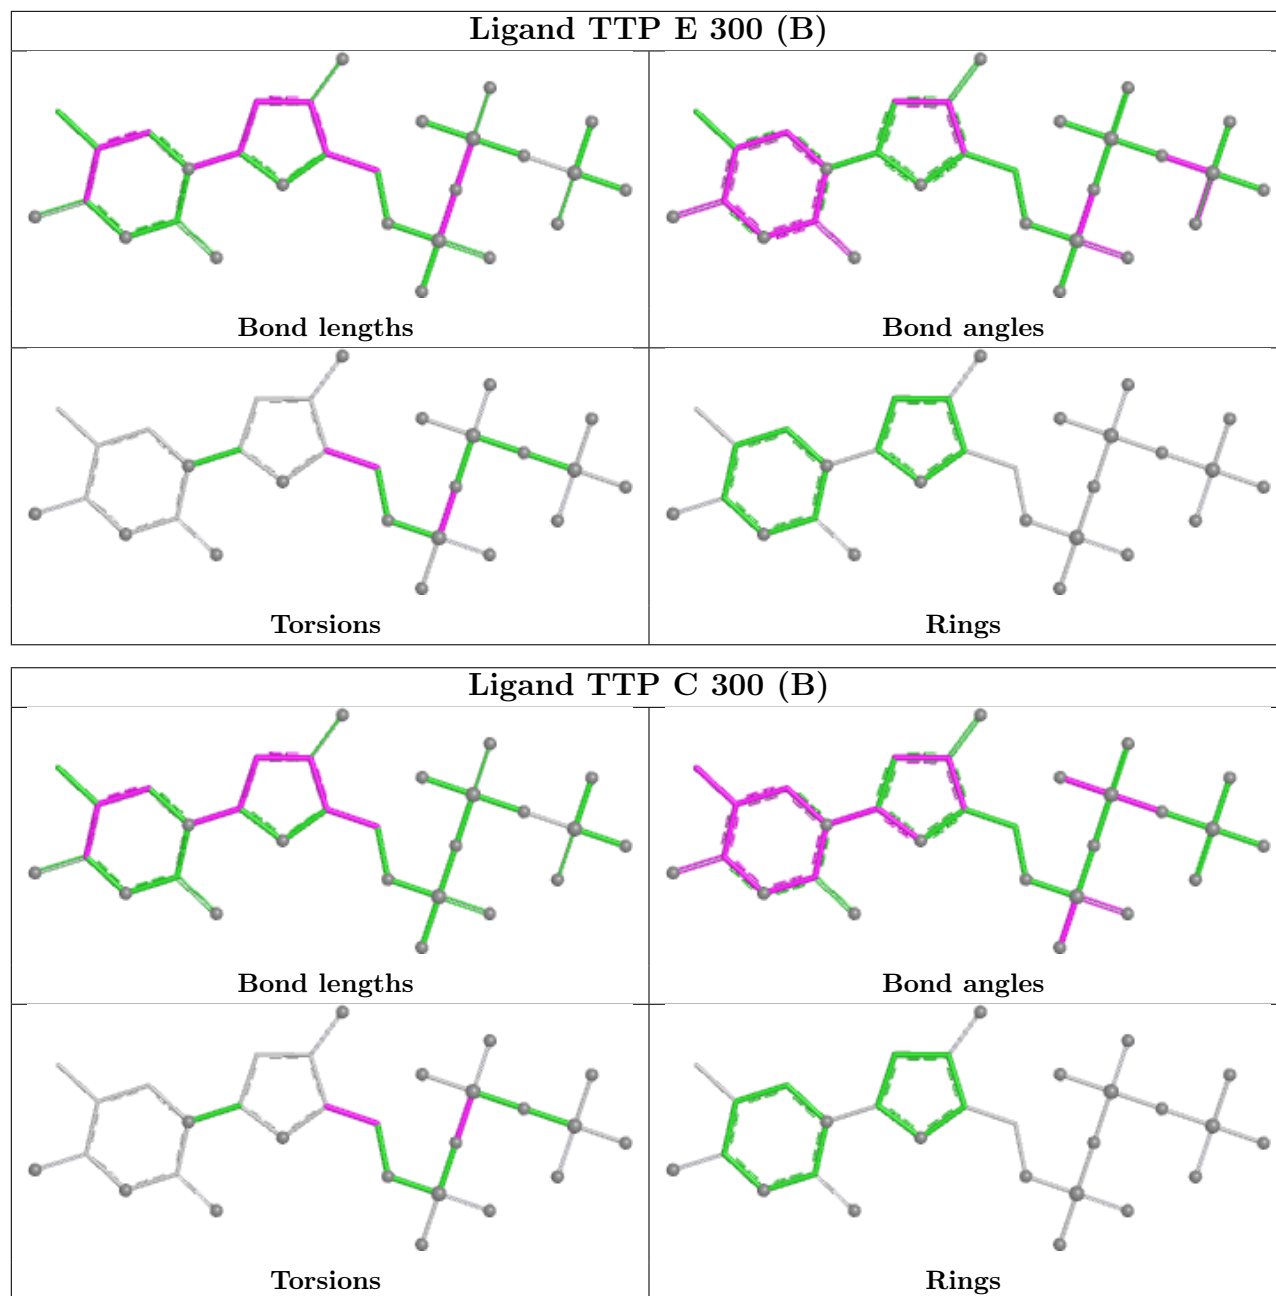 Ligand TTP E 300 (B)
Bond lengths
Bond angles
Torsions
Rings
Ligand TTP C 300 (B)
Bond lengths
Bond angles
Torsions
Rings